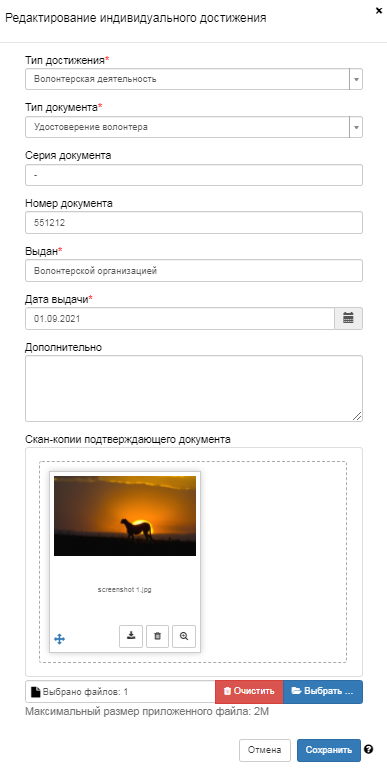 Редактирование индивидуального достижения
Тип достижения*
Волонтерская деятельность
Тип документа*
Удостоверение волонтера
Серия документа
-
Номер документа
551212
Выдан*
Волонтерской организацией
Дата выдачи*
01.09.2021
Дополнительно
Скан-копии подтверждающего документа
screenshot 1.jpg
Выбрано файлов: 1 Очистить Выбрать ...
Максимальный размер приложенного файла: 2M
Отмена Сохранить